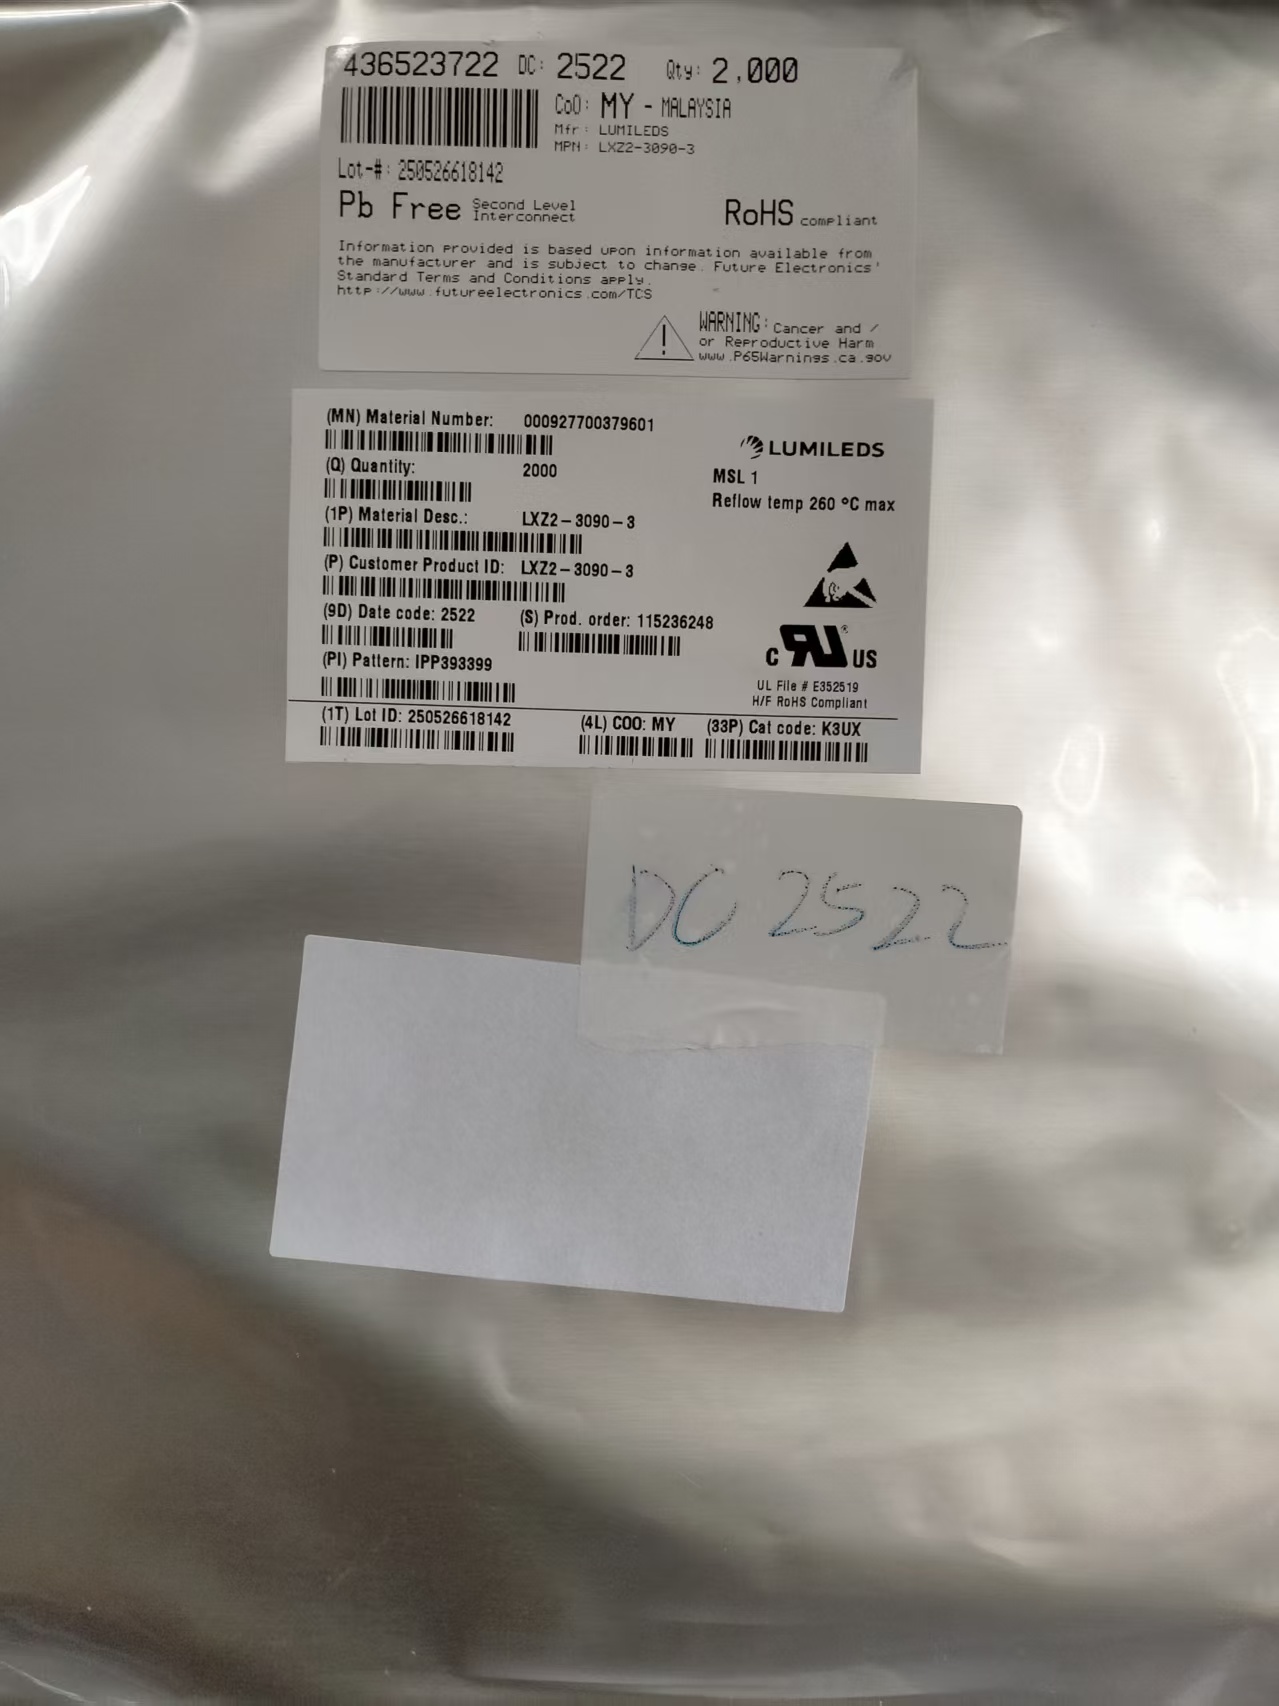 436523722 DC: 2522 Qty: 2,000
CoO: MY - MALAYSIA
Mfr: LUMILEDS
MPN: LXZ2-3090-3
Lot-#: 250526618142
Pb Free Second Level Interconnect
RoHS compliant
Information provided is based upon information available from
the manufacturer and is subject to change. Future Electronics'
Standard Terms and Conditions apply.
http://www.futureelectronics.com/TCS
WARNING: Cancer and /
or Reproductive Harm
www.P65Warnings.ca.gov
(MN) Material Number: 000927700379601
LUMILEDS
(Q) Quantity: 2000
MSL 1
Reflow temp 260 °C max
(1P) Material Desc.: LXZ2-3090-3
(P) Customer Product ID: LXZ2-3090-3
(9D) Date code: 2522 (S) Prod. order: 115236248
(PI) Pattern: IPP393399
c RU ® US
UL File # E352519
H/F RoHS Compliant
(1T) Lot ID: 250526618142 (4L) COO: MY (33P) Cat code: K3UX
DC 2522